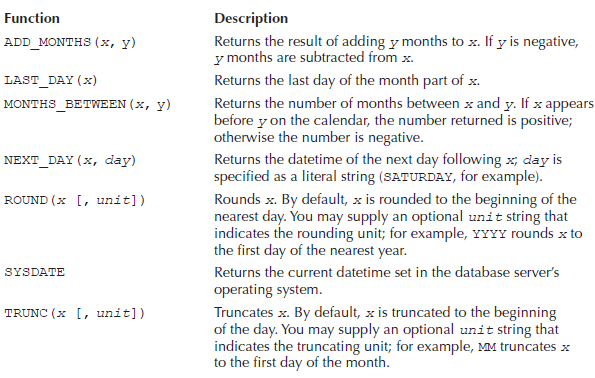 Function Description
ADD_MONTHS(x, y) Returns the result of adding y months to x. If y is negative,
y months are subtracted from x.
LAST_DAY(x) Returns the last day of the month part of x.
MONTHS_BETWEEN(x, y) Returns the number of months between x and y. If x appears
before y on the calendar, the number returned is positive;
otherwise the number is negative.
NEXT_DAY(x, day) Returns the datetime of the next day following x; day is
specified as a literal string (SATURDAY, for example).
ROUND(x [, unit]) Rounds x. By default, x is rounded to the beginning of the
nearest day. You may supply an optional unit string that
indicates the rounding unit; for example, YYYY rounds x to
the first day of the nearest year.
SYSDATE Returns the current datetime set in the database server's
operating system.
TRUNC(x [, unit]) Truncates x. By default, x is truncated to the beginning
of the day. You may supply an optional unit string that
indicates the truncating unit; for example, MM truncates x
to the first day of the month.